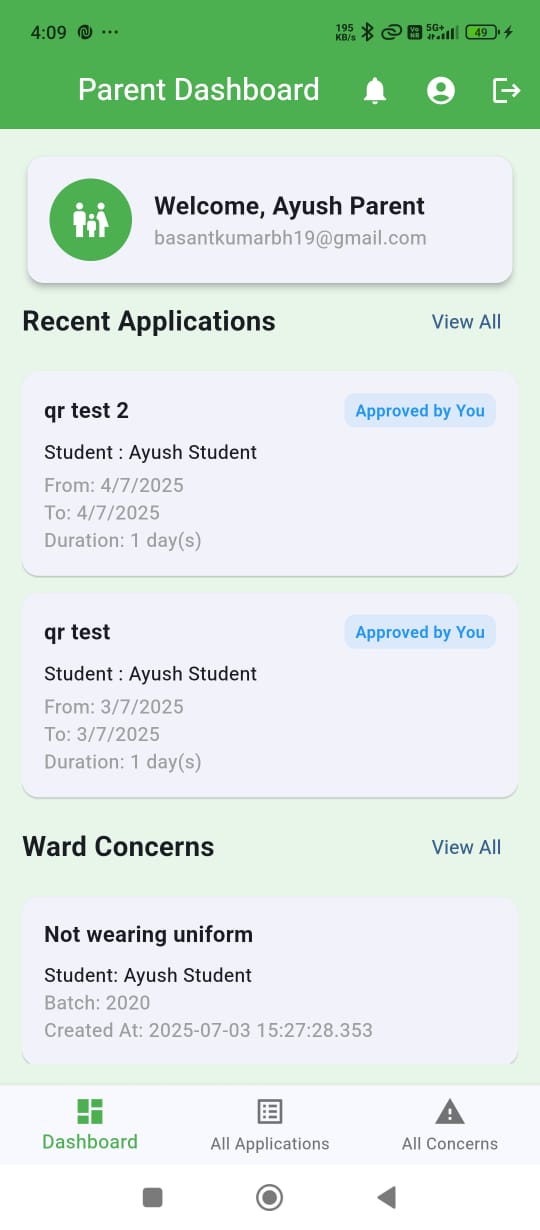 4:09
195 KB/s
Vo NR
5G+
49
Parent Dashboard
Welcome, Ayush Parent
basantkumarbh19@gmail.com
Recent Applications
View All
qr test 2
Approved by You
Student : Ayush Student
From: 4/7/2025
To: 4/7/2025
Duration: 1 day(s)
qr test
Approved by You
Student : Ayush Student
From: 3/7/2025
To: 3/7/2025
Duration: 1 day(s)
Ward Concerns
View All
Not wearing uniform
Student: Ayush Student
Batch: 2020
Created At: 2025-07-03 15:27:28.353
Dashboard
All Applications
All Concerns